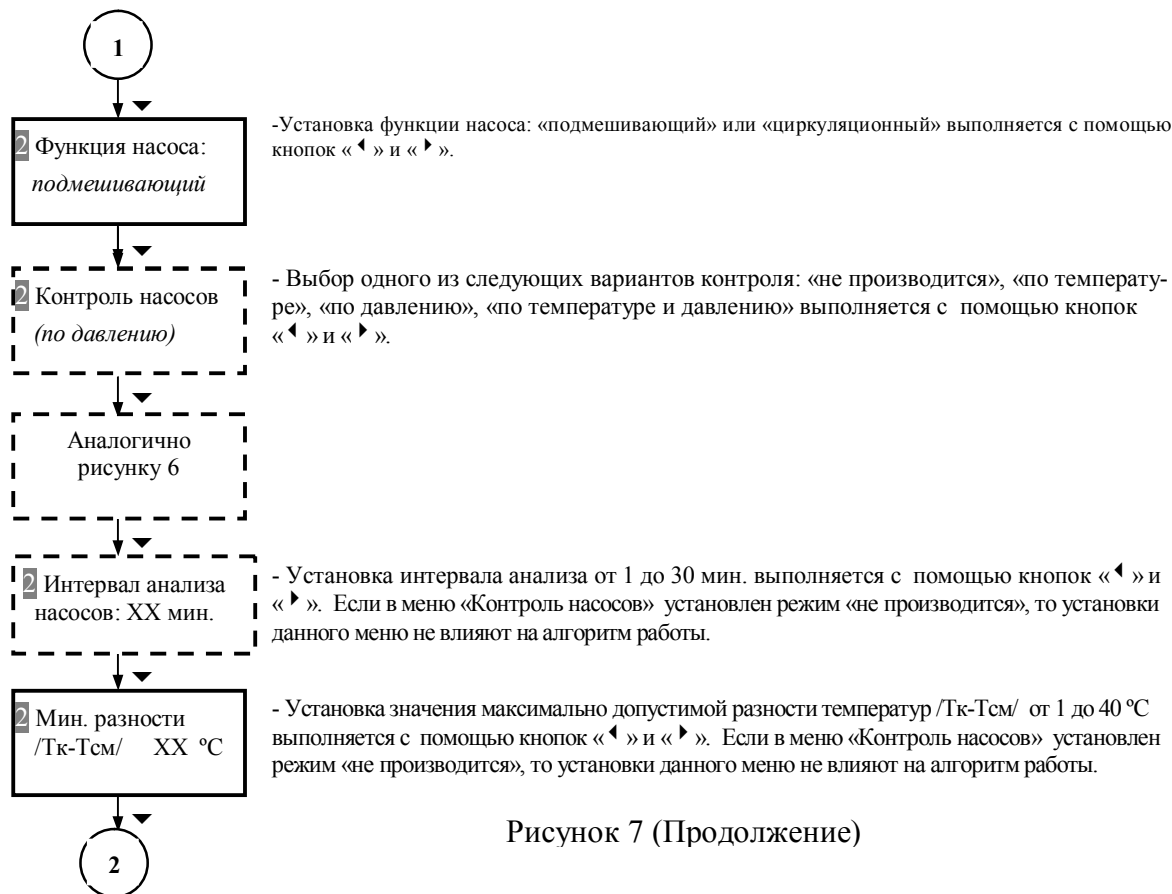 1
2 Функция насоса:
подмешивающий
-Установка функции насоса: «подмешивающий» или «циркуляционный» выполняется с помощью
кнопок «◀» и «▶».
2 Контроль насосов
(по давлению)
- Выбор одного из следующих вариантов контроля: «не производится», «по температу-
ре», «по давлению», «по температуре и давлению» выполняется с помощью кнопок
«◀» и «▶».
Аналогично
рисунку 6
2 Интервал анализа
насосов: XX мин.
- Установка интервала анализа от 1 до 30 мин. выполняется с помощью кнопок «◀» и
«▶». Если в меню «Контроль насосов» установлен режим «не производится», то установки
данного меню не влияют на алгоритм работы.
2 Мин. разности
/Тк-Тсм/ XX ºC
- Установка значения максимально допустимой разности температур /Тк-Тсм/ от 1 до 40 ºC
выполняется с помощью кнопок «◀» и «▶». Если в меню «Контроль насосов» установлен
режим «не производится», то установки данного меню не влияют на алгоритм работы.
Рисунок 7 (Продолжение)
2